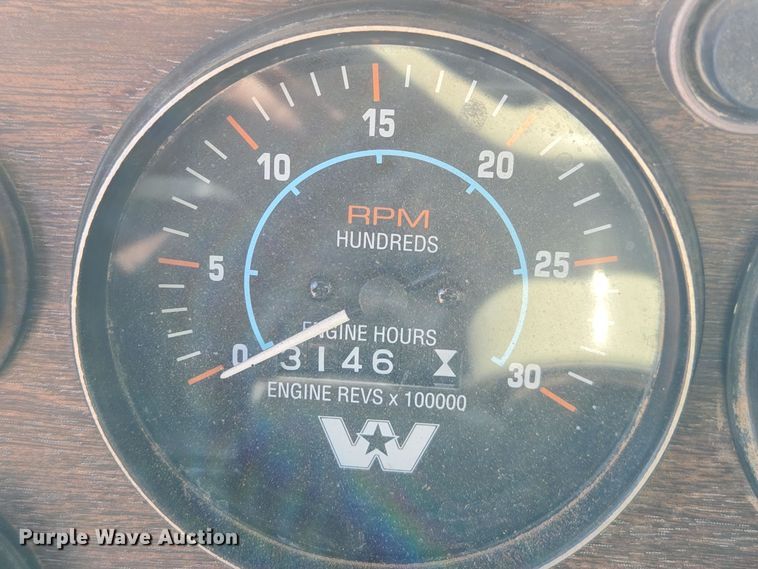 15
10
20
RPM
HUNDREDS
5
25
ENGINE HOURS
0
3146
30
ENGINE REVS x 100000
W
Purple Wave Auction®